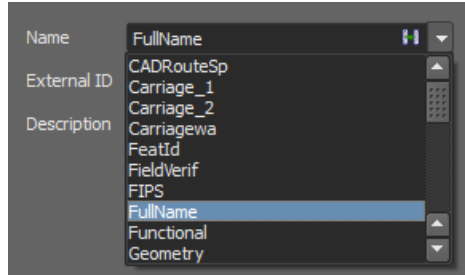 Name FullName
CADRouteSp
External ID
Carriage_1
Carriage_2
Description
Carriagewa
FeatId
FieldVerif
FIPS
FullName
Functional
Geometry